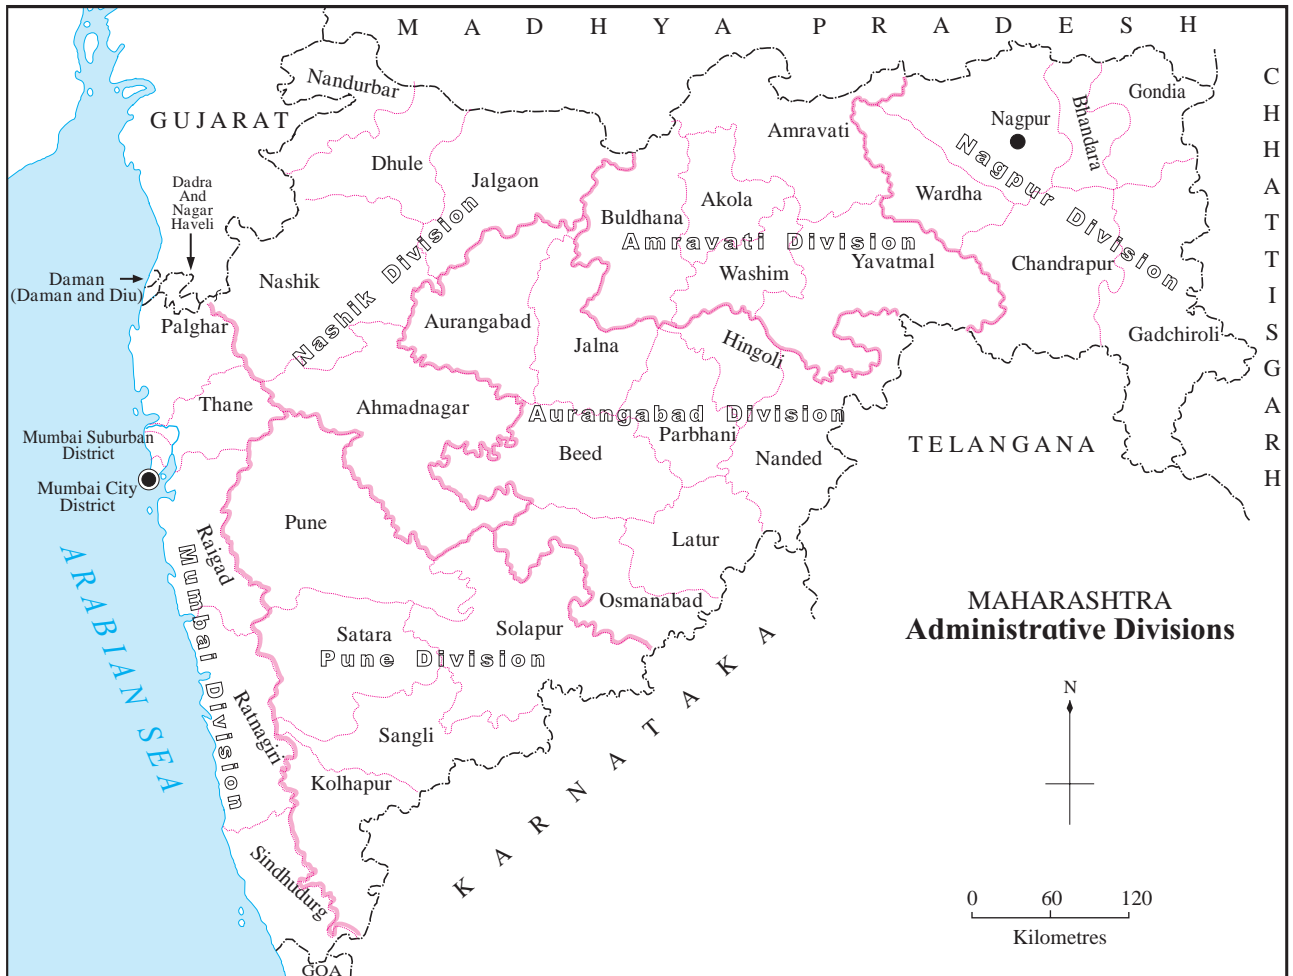 M A D H Y A P R A D E S H
CHHATTISGARH
Nandurbar
GUJARAT
Dhule
Jalgaon
Amravati
Nagpur
Bhandara
Gondia
Dadra
And
Nagar
Haveli
Buldhana
Akola
Wardha
Nagpur Division
Amravati Division
Nashik Division
Daman
(Daman and Diu)
Nashik
Washim
Yavatmal
Chandrapur
Palghar
Aurangabad
Jalna
Hingoli
Gadchiroli
Thane
Ahmadnagar
Aurangabad Division
Parbhani
TELANGANA
Mumbai Suburban
District
Beed
Nanded
Mumbai City
District
Pune
Raigad
Latur
ARABIAN SEA
Mumbai Division
Osmanabad
MAHARASHTRA
Administrative Divisions
Satara
Solapur
Pune Division
KARNATAKA
N
Ratnagiri
Sangli
Kolhapur
Sindhudurg
0 60 120
Kilometres
GOA